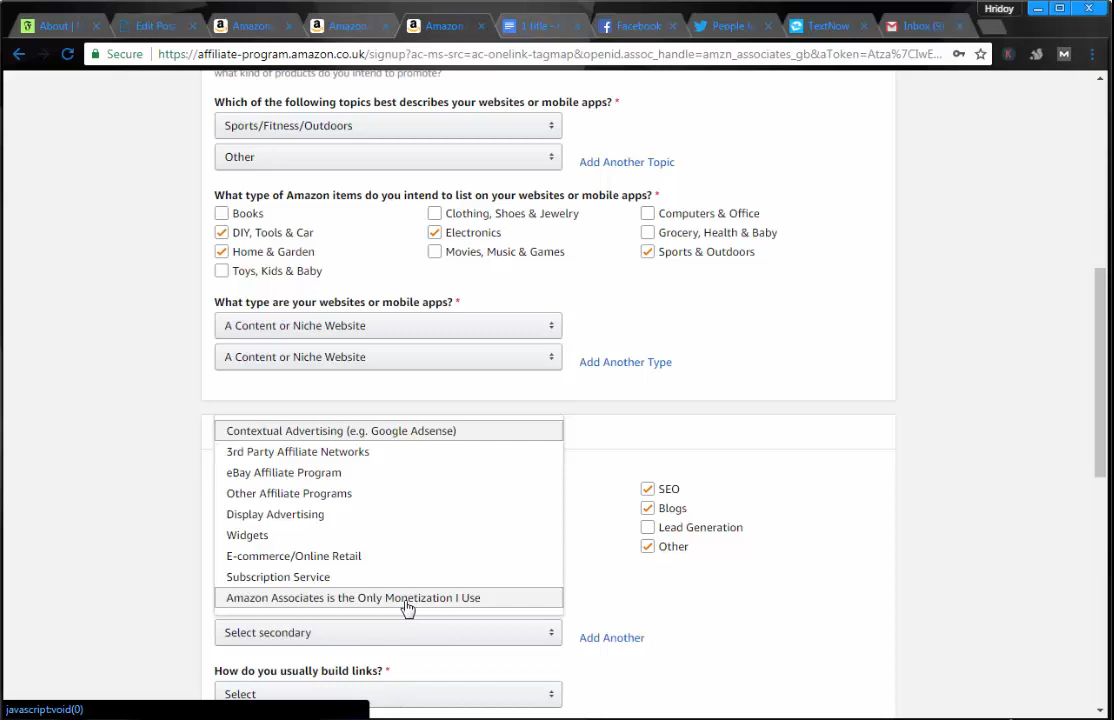 Hridoy
About |
Edit Pos
Amazon
Amazon
Amazon
1 Title -
Facebook
People
TextNow
Inbox (9)
Secure
https://affiliate-program.amazon.co.uk/signup?ac-ms-src=ac-onelink-tagmap&openid.assoc_handle=amzn_associates_gb&aToken=Atza%7CIwE...
what kind of products do you intend to promote?
Which of the following topics best describes your websites or mobile apps? *
Sports/Fitness/Outdoors
Other
Add Another Topic
What type of Amazon items do you intend to list on your websites or mobile apps? *
Books
Clothing, Shoes & Jewelry
Computers & Office
DIY, Tools & Car
Electronics
Grocery, Health & Baby
Home & Garden
Movies, Music & Games
Sports & Outdoors
Toys, Kids & Baby
What type are your websites or mobile apps? *
A Content or Niche Website
A Content or Niche Website
Add Another Type
Contextual Advertising (e.g. Google Adsense)
3rd Party Affiliate Networks
eBay Affiliate Program
SEO
Other Affiliate Programs
Blogs
Display Advertising
Lead Generation
Widgets
Other
E-commerce/Online Retail
Subscription Service
Amazon Associates is the Only Monetization I Use
Select secondary
Add Another
How do you usually build links? *
Select
javascript:void(0)